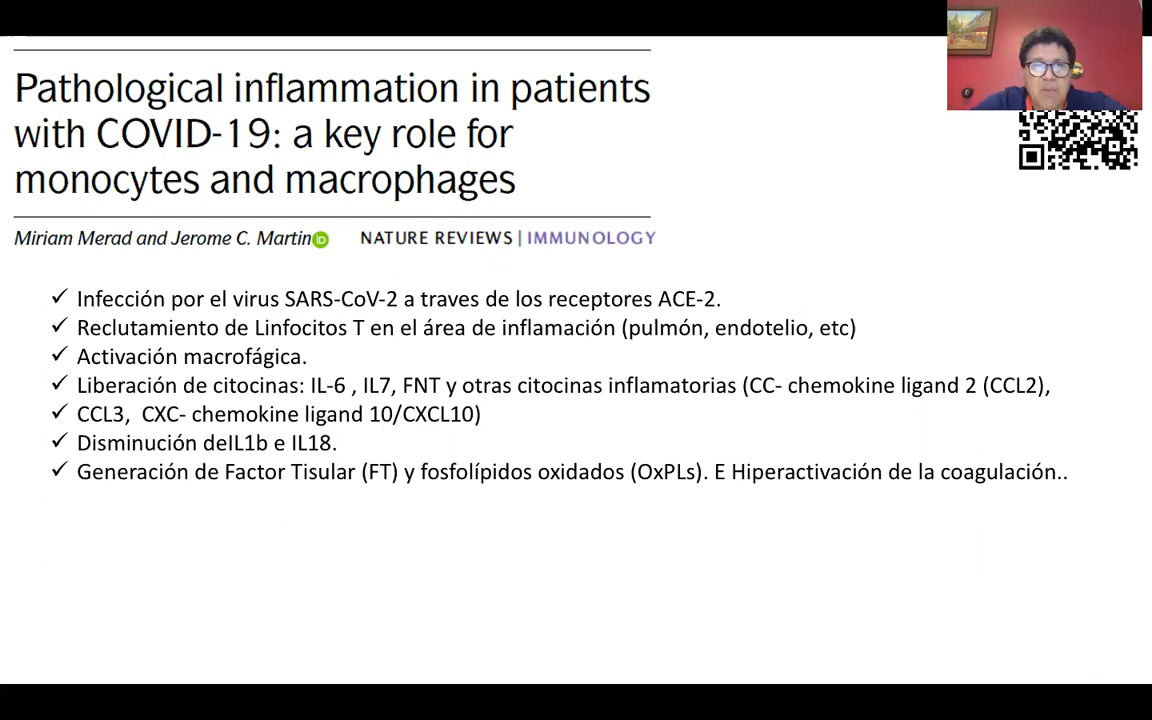 Pathological inflammation in patients
with COVID-19: a key role for
monocytes and macrophages
Miriam Merad and Jerome C. Martin iD NATURE REVIEWS | IMMUNOLOGY
✓ Infección por el virus SARS-CoV-2 a traves de los receptores ACE-2.
✓ Reclutamiento de Linfocitos T en el área de inflamación (pulmón, endotelio, etc)
✓ Activación macrofágica.
✓ Liberación de citocinas: IL-6 , IL7, FNT y otras citocinas inflamatorias (CC- chemokine ligand 2 (CCL2),
✓ CCL3, CXC- chemokine ligand 10/CXCL10)
✓ Disminución deIL1b e IL18.
✓ Generación de Factor Tisular (FT) y fosfolípidos oxidados (OxPLs). E Hiperactivación de la coagulación..